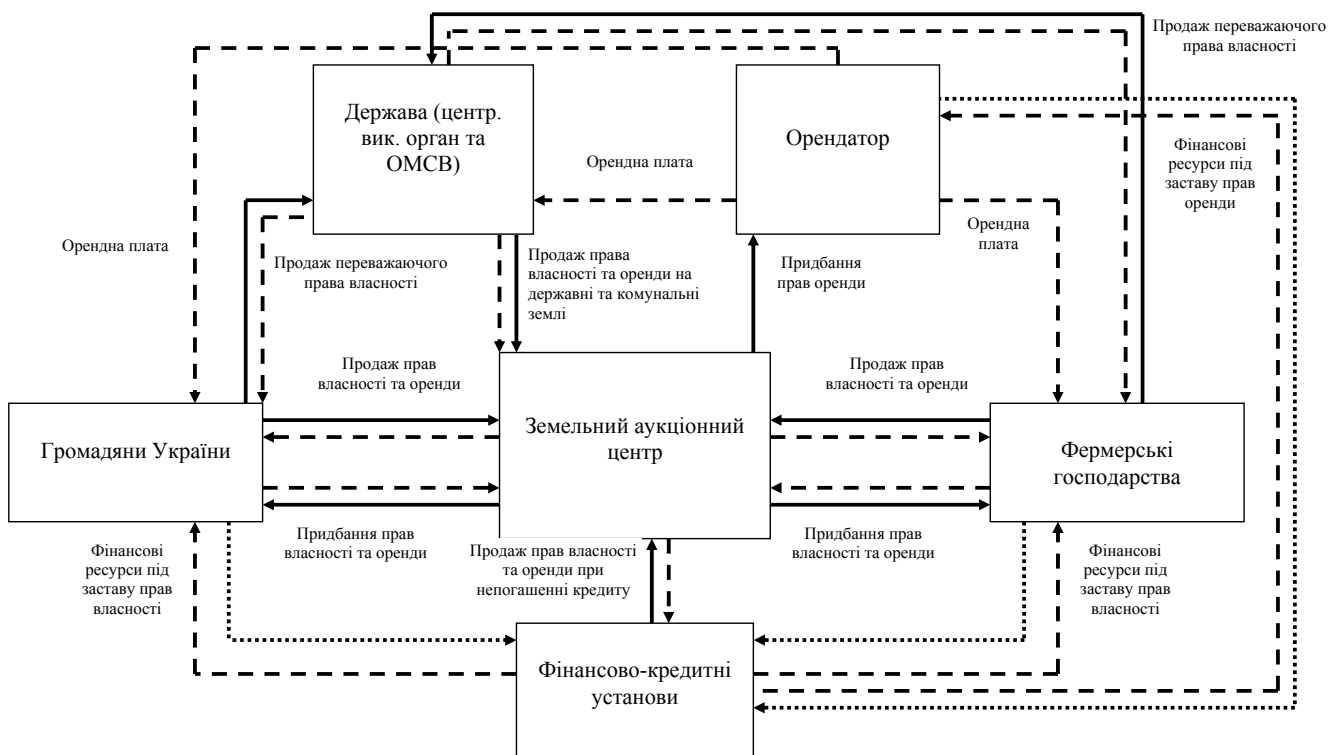 Продаж переважаючого
права власності
Держава (центр.
вик. орган та
ОМСВ)
Орендатор
Орендна плата
Фінансові
ресурси під
заставу прав
оренди
Орендна плата
Орендна
плата
Продаж переважаючого
права власності
Продаж права
власності та оренди на
державні та комунальні
землі
Придбання
прав оренди
Продаж прав
власності та оренди
Продаж прав
власності та оренди
Громадяни України
Земельний аукціонний
центр
Фермерські
господарства
Придбання прав
власності та оренди
Продаж прав власності
та оренди при
непогашенні кредиту
Придбання прав
власності та оренди
Фінансові
ресурси під
заставу прав
власності
Фінансові
ресурси під
заставу прав
власності
Фінансово-кредитні
установи